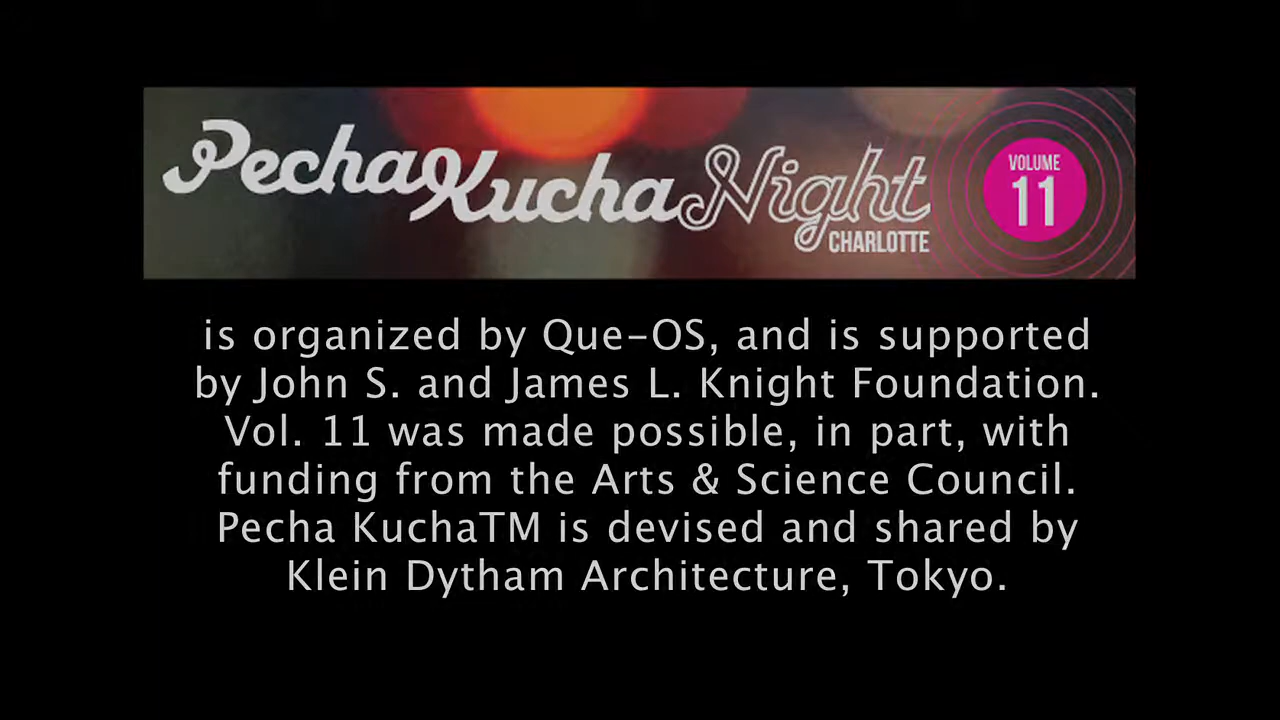 PechaKucha Night
CHARLOTTE
VOLUME
11
is organized by Que-OS, and is supported
by John S. and James L. Knight Foundation.
Vol. 11 was made possible, in part, with
funding from the Arts & Science Council.
Pecha KuchaTM is devised and shared by
Klein Dytham Architecture, Tokyo.